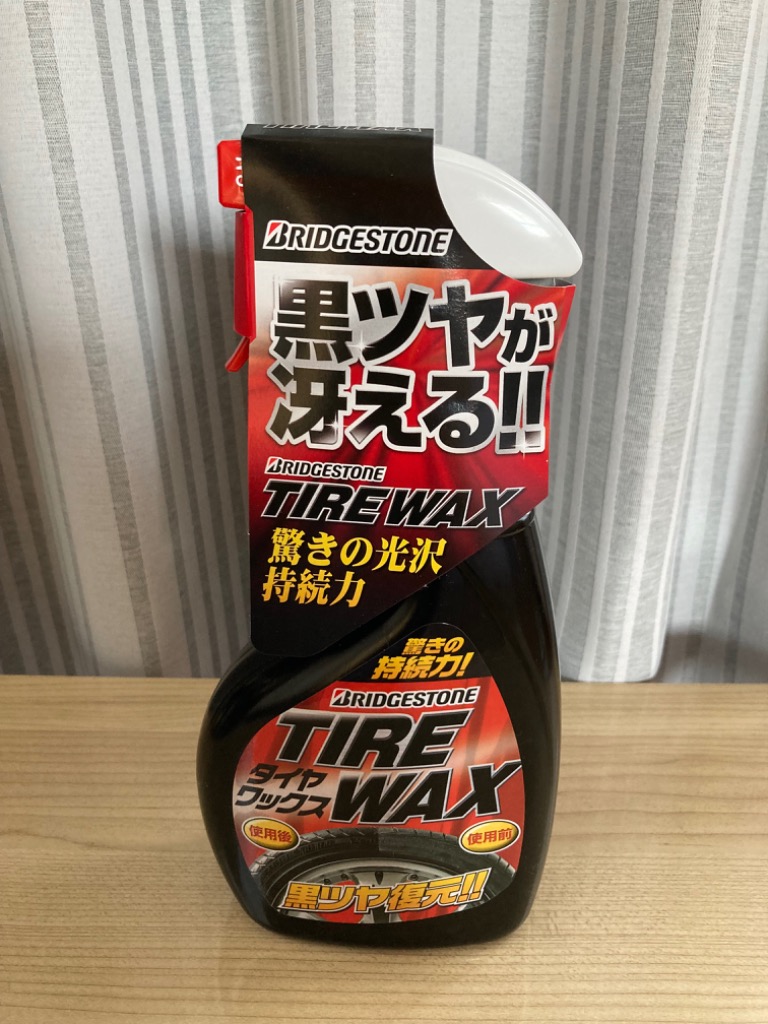 BRIDGESTONE
黒ツヤが
冴える!!
BRIDGESTONE
TIRE WAX
驚きの光沢
持続力
驚きの
持続力!
BRIDGESTONE
TIRE
タイヤ
ワックス
WAX
使用後
使用前
黒ツヤ復元!!